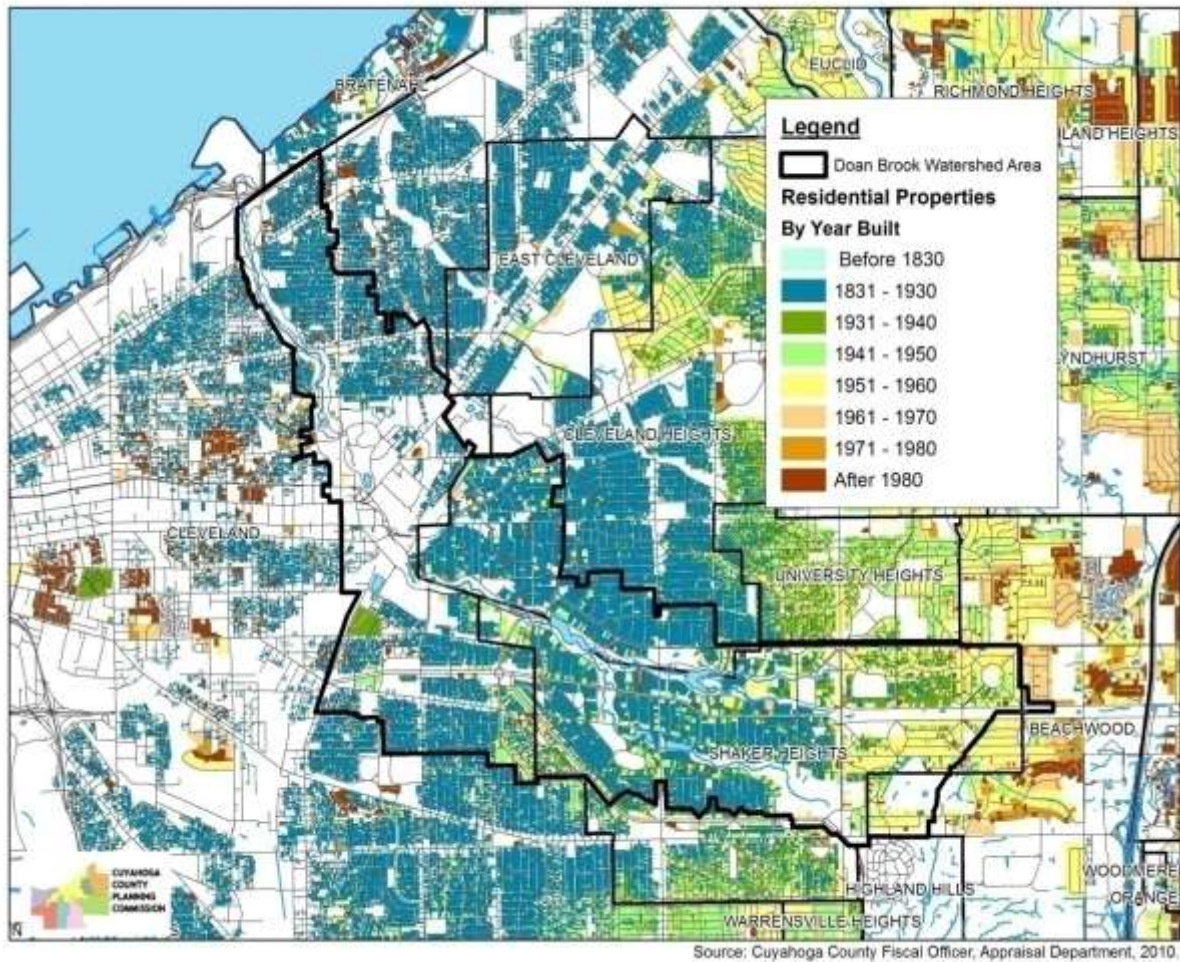 BRATENAHL
EUCLID
RICHMOND HEIGHTS
HLAND HEIGHTS
Legend
Doan Brook Watershed Area
Residential Properties
By Year Built
Before 1830
1831 - 1930
1931 - 1940
1941 - 1950
1951 - 1960
1961 - 1970
1971 - 1980
After 1980
EAST CLEVELAND
YNDHURST
CLEVELAND HEIGHTS
CLEVELAND
UNIVERSITY HEIGHTS
BEACHWOOD
SHAKER HEIGHTS
CUYAHOGA
COUNTY
PLANNING
COMMISSION
HIGHLAND HILLS
WOODMERE
ORANGE
WARRENSVILLE HEIGHTS
N
Source: Cuyahoga County Fiscal Officer, Appraisal Department, 2010